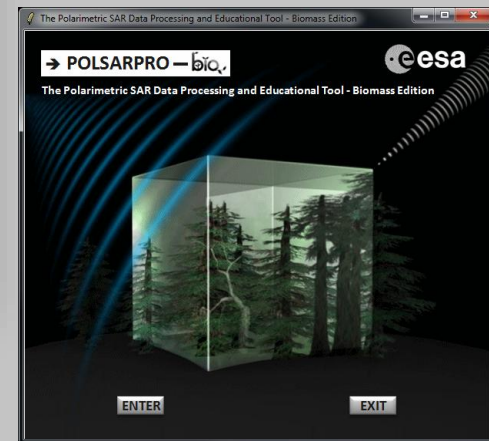 The Polarimetric SAR Data Processing and Educational Tool - Biomass Edition
→ POLSARPRO – bio.
esa
The Polarimetric SAR Data Processing and Educational Tool - Biomass Edition
ENTER
EXIT